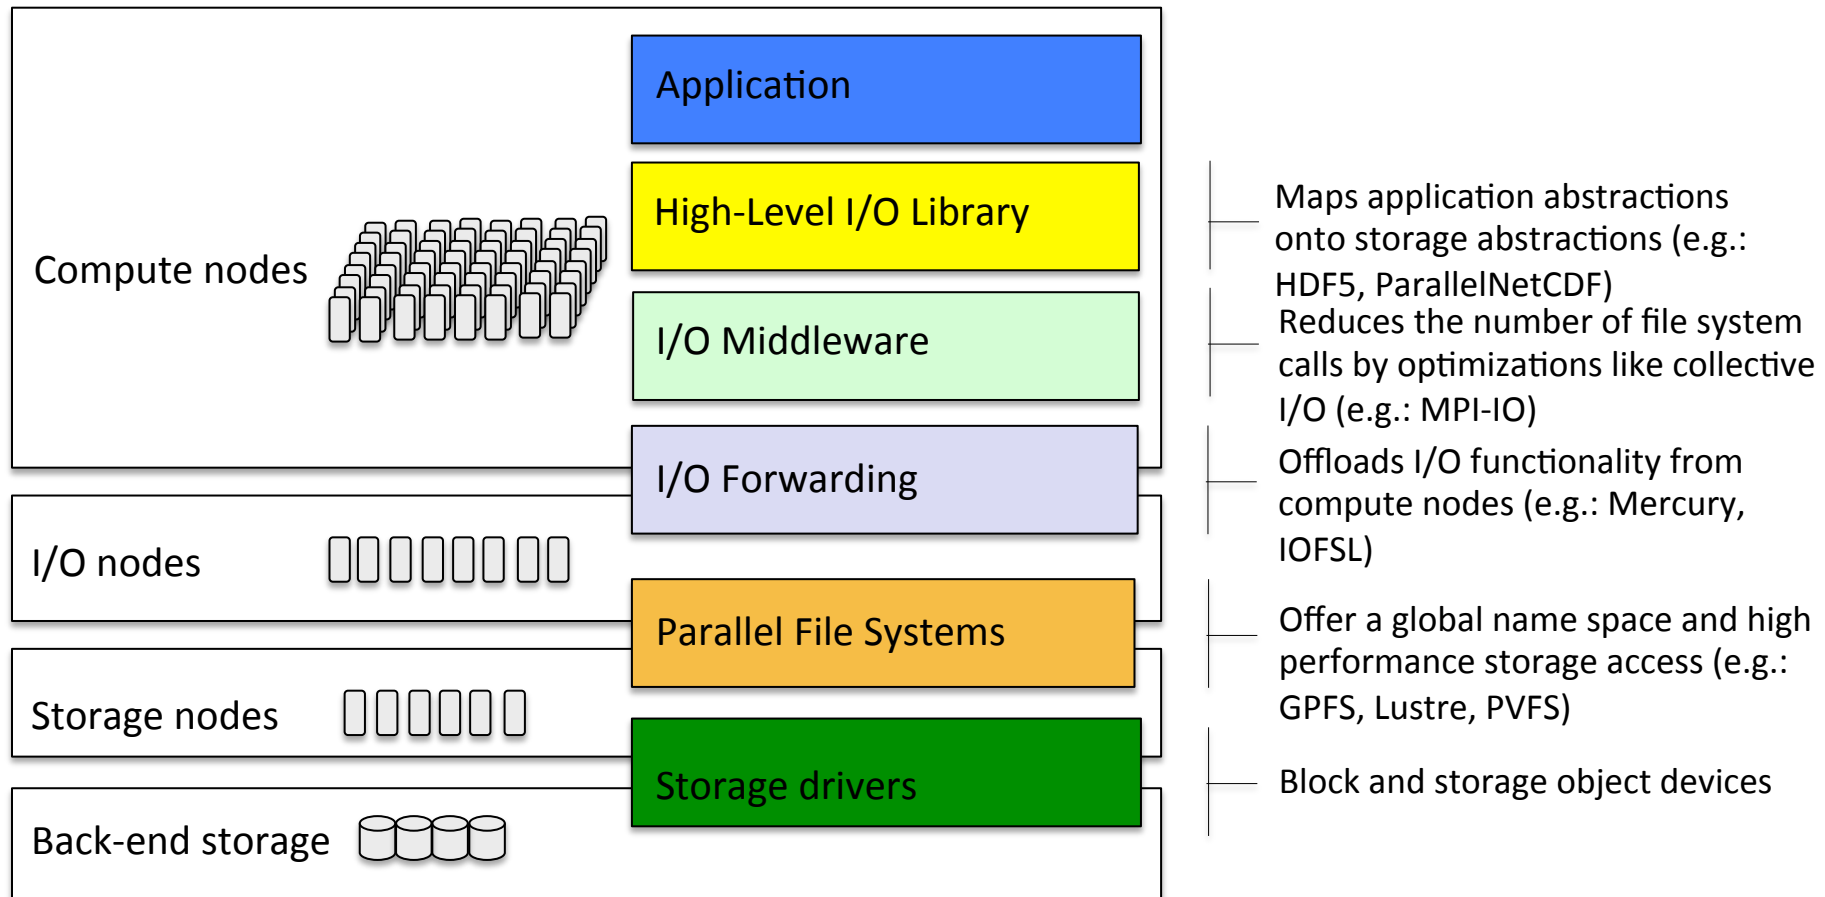 Application
High-Level I/O Library
Maps application abstractions
onto storage abstractions (e.g.:
HDF5, ParallelNetCDF)
Compute nodes
I/O Middleware
Reduces the number of file system
calls by optimizations like collective
I/O (e.g.: MPI-IO)
I/O Forwarding
Offloads I/O functionality from
compute nodes (e.g.: Mercury,
IOFSL)
I/O nodes
Parallel File Systems
Offer a global name space and high
performance storage access (e.g.:
GPFS, Lustre, PVFS)
Storage nodes
Storage drivers
Block and storage object devices
Back-end storage